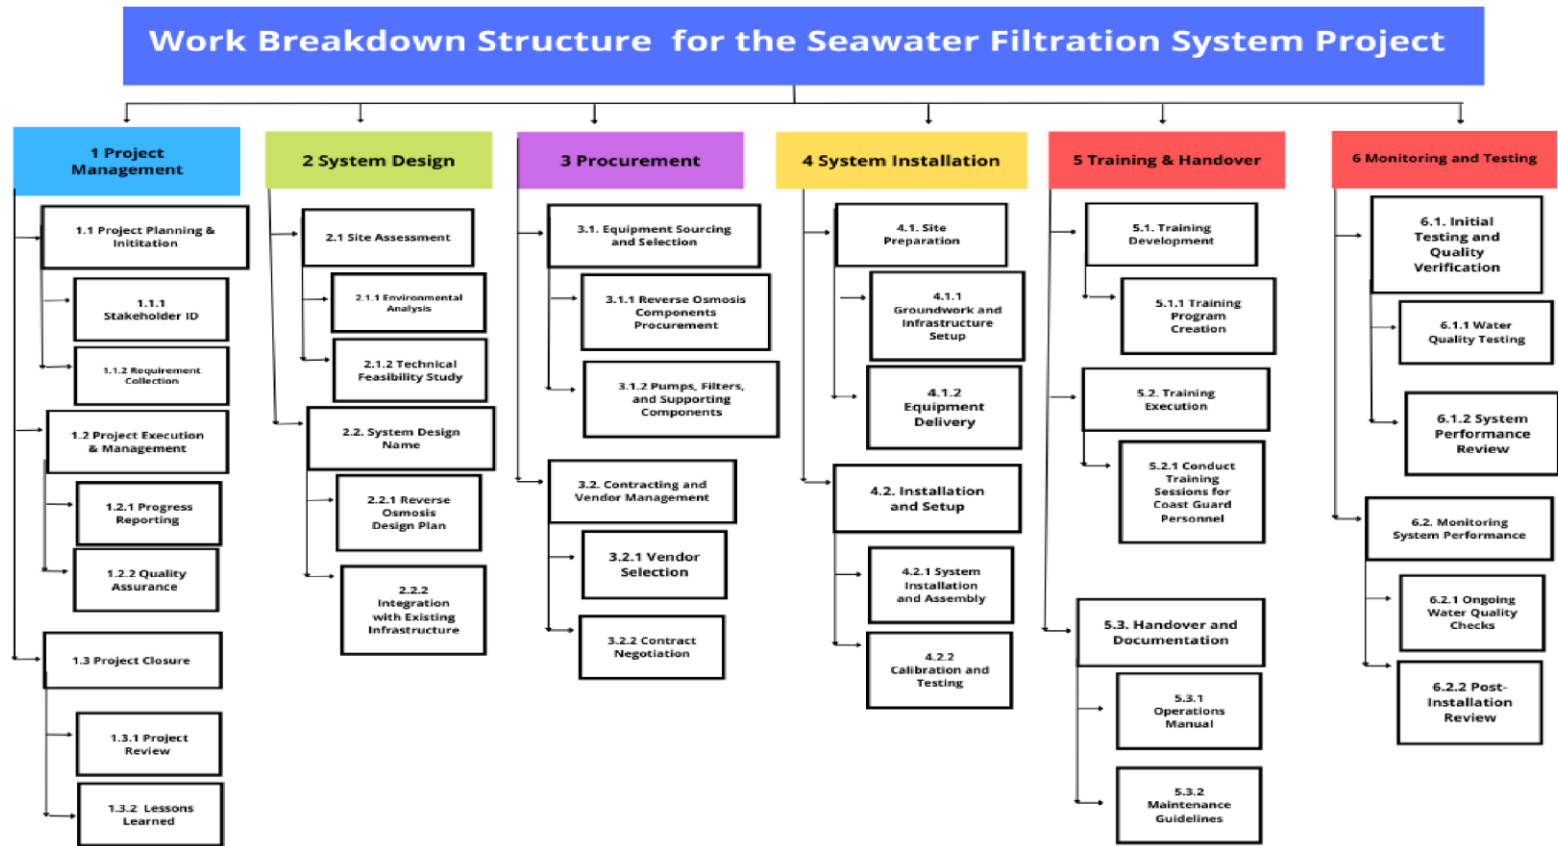 Work Breakdown Structure for the Seawater Filtration System Project
1 Project
Management
1.1 Project Planning &
Inititation
1.1.1
Stakeholder ID
1.1.2 Requirement
Collection
1.2 Project Execution
& Management
1.2.1 Progress
Reporting
1.2.2 Quality
Assurance
1.3 Project Closure
1.3.1 Project
Review
1.3.2 Lessons
Learned
2 System Design
2.1 Site Assessment
2.1.1 Environmental
Analysis
2.1.2 Technical
Feasibility Study
2.2. System Design
Name
2.2.1 Reverse
Osmosis
Design Plan
2.2.2
Integration
with Existing
Infrastructure
3 Procurement
3.1. Equipment Sourcing
and Selection
3.1.1 Reverse Osmosis
Components
Procurement
3.1.2 Pumps, Filters,
and Supporting
Components
3.2. Contracting and
Vendor Management
3.2.1 Vendor
Selection
3.2.2 Contract
Negotiation
4 System Installation
4.1. Site
Preparation
4.1.1
Groundwork and
Infrastructure
Setup
4.1.2
Equipment
Delivery
4.2. Installation
and Setup
4.2.1 System
Installation
and Assembly
4.2.2
Calibration and
Testing
5 Training & Handover
5.1. Training
Development
5.1.1 Training
Program
Creation
5.2. Training
Execution
5.2.1 Conduct
Training
Sessions for
Coast Guard
Personnel
5.3. Handover and
Documentation
5.3.1
Operations
Manual
5.3.2
Maintenance
Guidelines
6 Monitoring and Testing
6.1. Initial
Testing and
Quality
Verification
6.1.1 Water
Quality Testing
6.1.2 System
Performance
Review
6.2. Monitoring
System Performance
6.2.1 Ongoing
Water Quality
Checks
6.2.2 Post-
Installation
Review